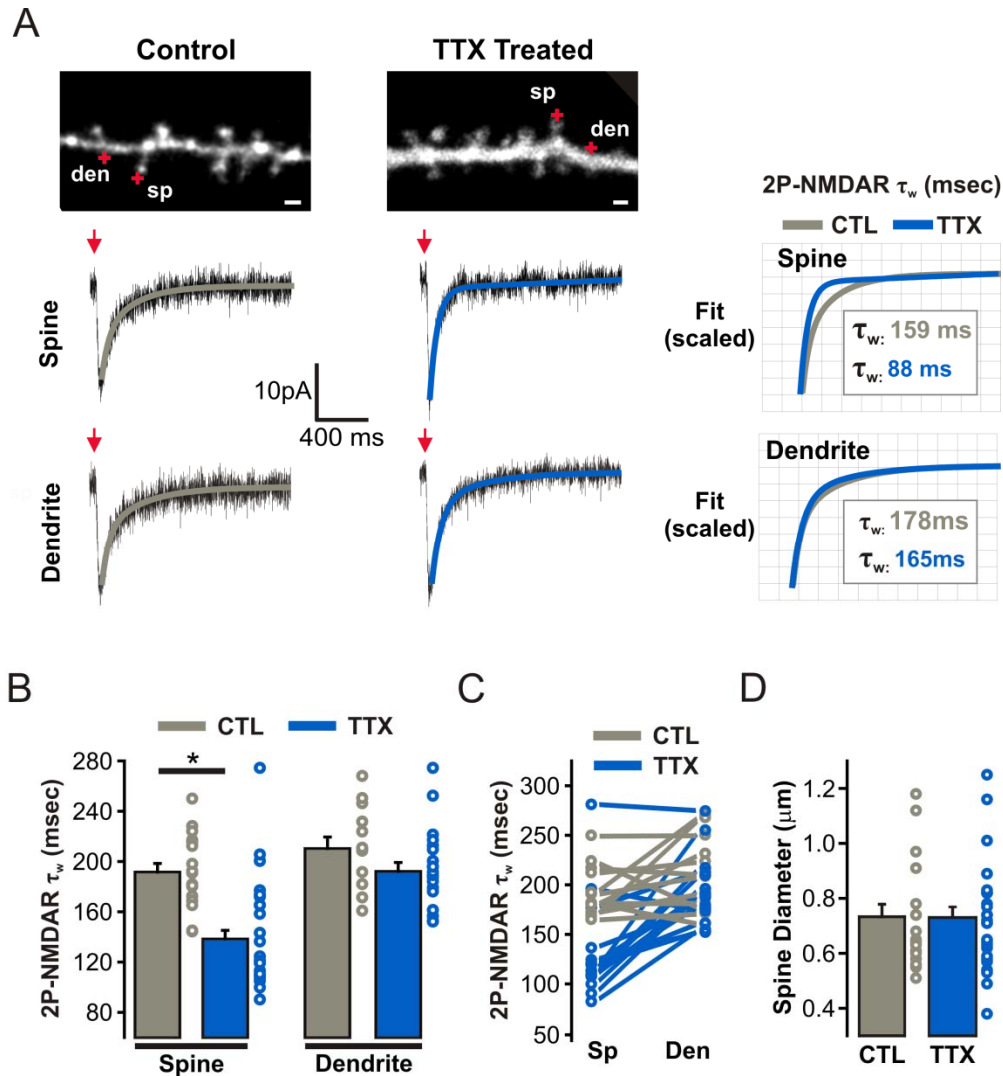 A
Control
TTX Treated
den
sp
sp
den
Spine
10pA
400 ms
Dendrite
2P-NMDAR τw (msec)
CTL TTX
Spine
Fit
(scaled)
τw: 159 ms
τw: 88 ms
Dendrite
Fit
(scaled)
τw: 178ms
τw: 165ms
B
CTL TTX
*
2P-NMDAR τw (msec)
280
240
200
160
120
80
Spine Dendrite
C
CTL
TTX
2P-NMDAR τw (msec)
300
250
200
150
100
50
Sp Den
D
Spine Diameter (μm)
1.2
1.0
0.8
0.6
0.4
CTL TTX